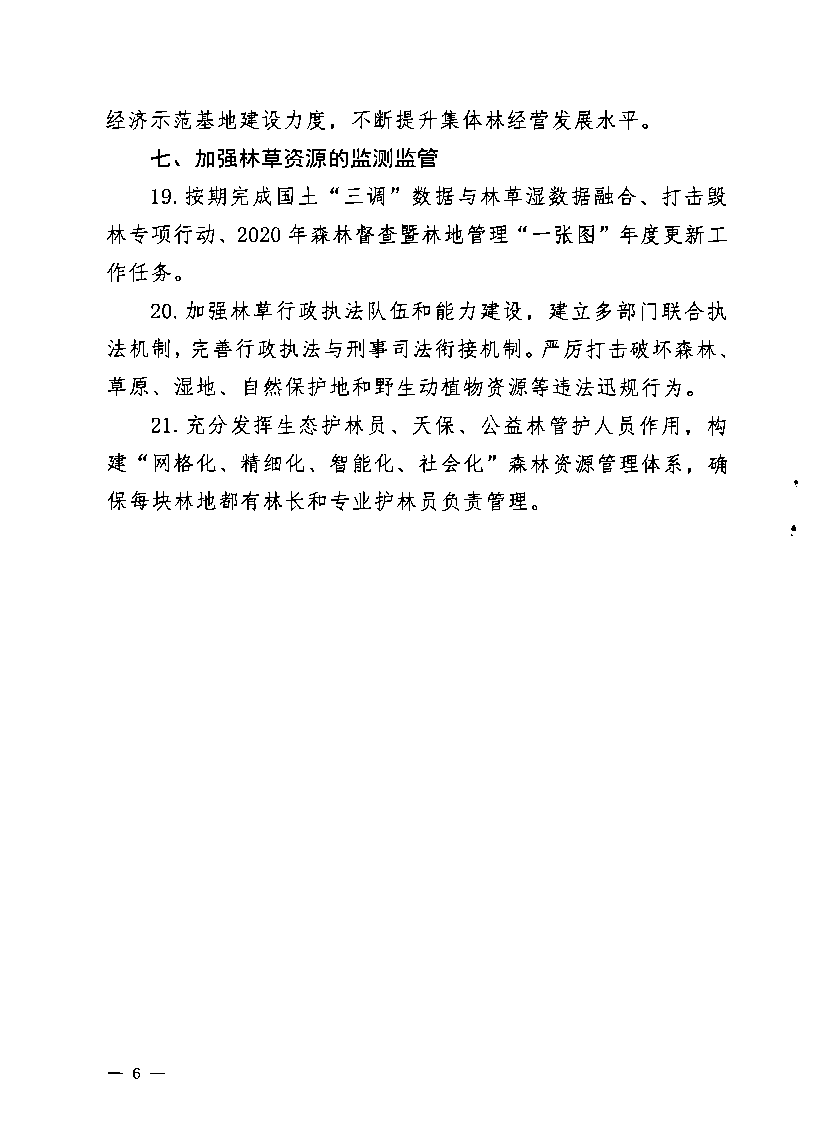 经济示范基地建设力度，不断提升集体林经营发展水平。
七、加强林草资源的监测监管
19. 按期完成国土“三调”数据与林草湿数据融合、打击毁
林专项行动、2020 年森林督查暨林地管理“一张图”年度更新工
作任务。
20. 加强林草行政执法队伍和能力建设，建立多部门联合执
法机制，完善行政执法与刑事司法衔接机制。严厉打击破坏森林、
草原、湿地、自然保护地和野生动植物资源等违法违规行为。
21. 充分发挥生态护林员、天保、公益林管护人员作用，构
建“网格化、精细化、智能化、社会化”森林资源管理体系，确
保每块林地都有林长和专业护林员负责管理。
— 6 —